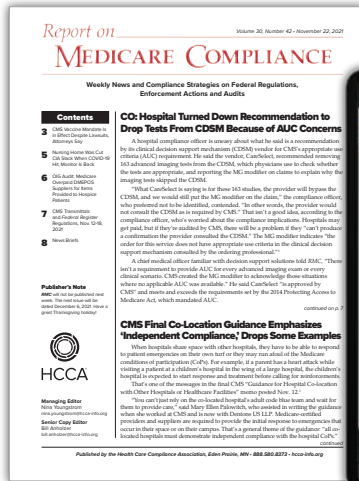 Report on
Volume 30, Number 42 • November 22, 2021
MEDICARE COMPLIANCE
Weekly News and Compliance Strategies on Federal Regulations,
Enforcement Actions and Audits
Contents
3 CMS Vaccine Mandate Is
in Effect Despite Lawsuits,
Attorneys Say
5 Nursing Home Was Cut
CIA Slack When COVID-19
Hit; Monitor Is Back
6 OIG Audit: Medicare
Overpaid DMEPOS
Suppliers for Items
Provided to Hospice
Patients
7 CMS Transmittals
and Federal Register
Regulations, Nov. 12-18,
2021
8 News Briefs
Publisher's Note
RMC will not be published next
week. The next issue will be
dated December 6, 2021. Have a
great Thanksgiving holiday!
HCCA
Managing Editor
Nina Youngstrom
nina.youngstrom@hcca-info.org
Senior Copy Editor
Bill Anholzer
bill.anholzer@hcca-info.org
CO: Hospital Turned Down Recommendation to
Drop Tests From CDSM Because of AUC Concerns
A hospital compliance officer is uneasy about what he said is a recommendation
by its clinical decision support mechanism (CDSM) vendor for CMS's appropriate use
criteria (AUC) requirement. He said the vendor, CareSelect, recommended removing
163 advanced imaging tests from the CDSM, which physicians use to check whether
the tests are appropriate, and reporting the MG modifier on claims to explain why the
imaging tests skipped the CDSM.
"What CareSelect is saying is for these 163 studies, the provider will bypass the
CDSM, and we would still put the MG modifier on the claim," the compliance officer,
who preferred not to be identified, contended. "In other words, the provider would
not consult the CDSM as is required by CMS." That isn't a good idea, according to the
compliance officer, who's worried about the compliance implications. Hospitals may
get paid, but if they're audited by CMS, there will be a problem if they "can't produce
a confirmation the provider consulted the CDSM." The MG modifier indicates "the
order for this service does not have appropriate use criteria in the clinical decision
support mechanism consulted by the ordering professional."¹
A chief medical officer familiar with decision support solutions told RMC, "There
isn't a requirement to provide AUC for every advanced imaging exam or every
clinical scenario. CMS created the MG modifier to acknowledge those situations
where no applicable AUC was available." He said CareSelect "is approved by
CMS" and meets and exceeds the requirements set by the 2014 Protecting Access to
Medicare Act, which mandated AUC.
continued on p. 7
CMS Final Co-Location Guidance Emphasizes
'Independent Compliance,' Drops Some Examples
When hospitals share space with other hospitals, they have to be able to respond
to patient emergencies on their own turf or they may run afoul of the Medicare
conditions of participation (CoPs). For example, if a parent has a heart attack while
visiting a patient at a children's hospital in the wing of a large hospital, the children's
hospital is expected to start response and treatment before calling for reinforcements.
That's one of the messages in the final CMS "Guidance for Hospital Co-location
with Other Hospitals or Healthcare Facilities" memo posted Nov. 12.¹
"You can't just rely on the co-located hospital's adult code blue team and wait for
them to provide care," said Mary Ellen Palowitch, who assisted in writing the guidance
when she worked at CMS and is now with Dentons US LLP. Medicare-certified
providers and suppliers are required to provide the initial response to emergencies that
occur in their space or on their campus. That's a general theme of the guidance: "all co-
located hospitals must demonstrate independent compliance with the hospital CoPs."
continued
Published by the Health Care Compliance Association, Eden Prairie, MN • 888.580.8373 • hcca-info.org